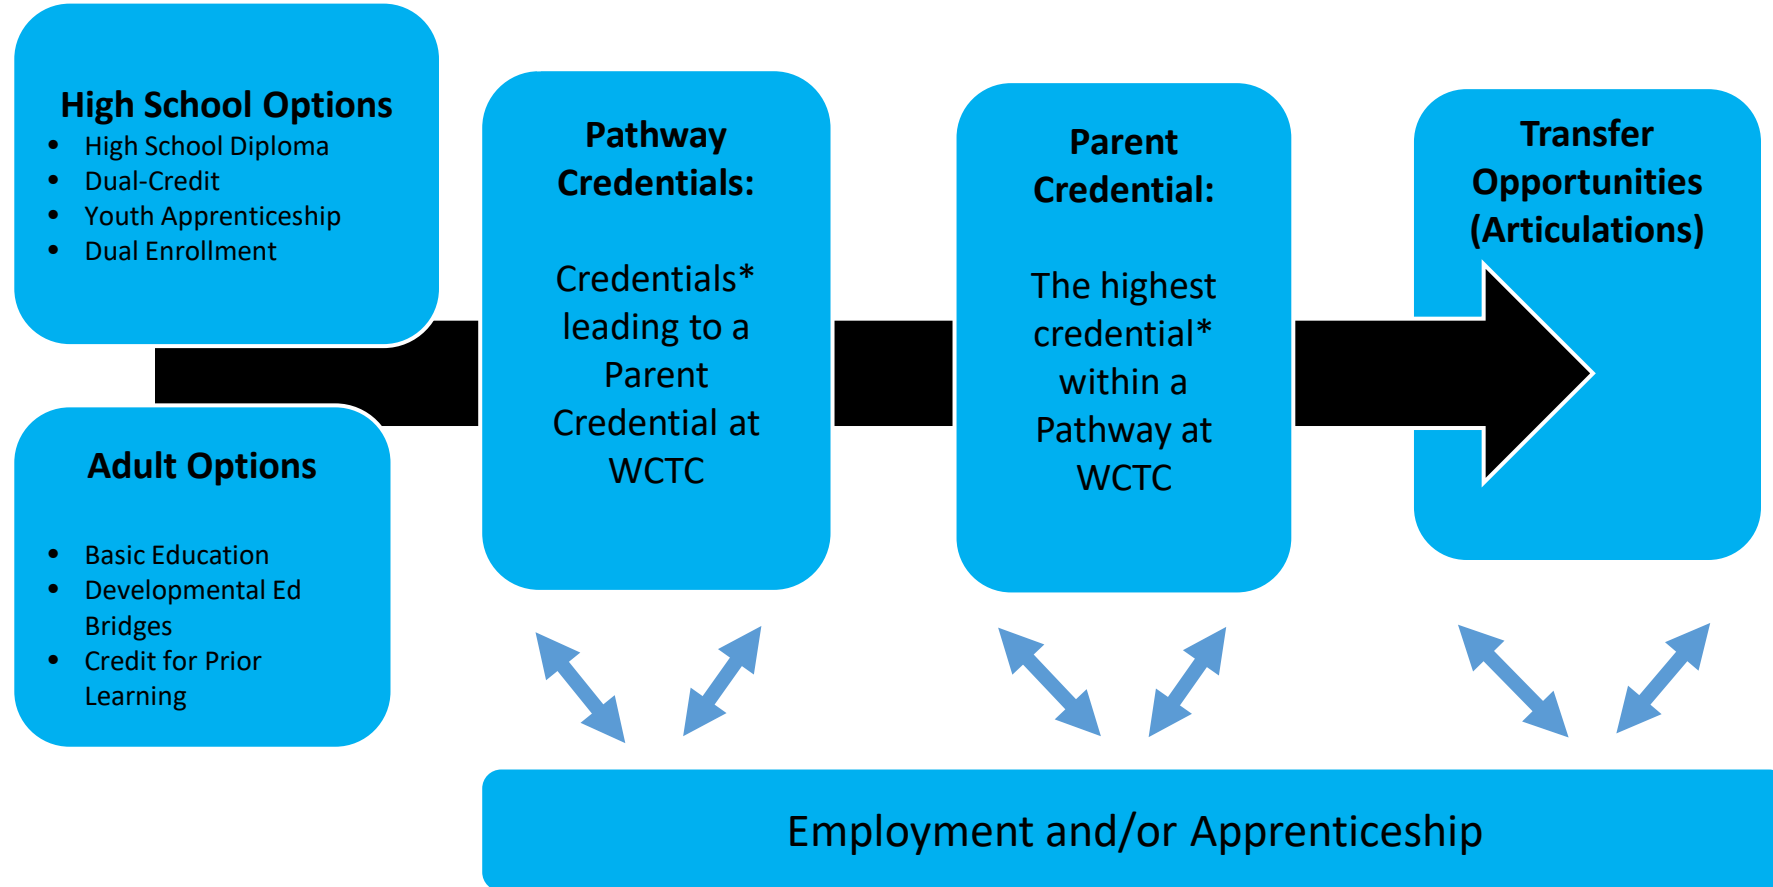 High School Options
• High School Diploma
• Dual-Credit
• Youth Apprenticeship
• Dual Enrollment
Adult Options
• Basic Education
• Developmental Ed
Bridges
• Credit for Prior
Learning
Pathway
Credentials:
Credentials*
leading to a
Parent
Credential at
WCTC
Parent
Credential:
The highest
credential*
within a
Pathway at
WCTC
Transfer
Opportunities
(Articulations)
Employment and/or Apprenticeship